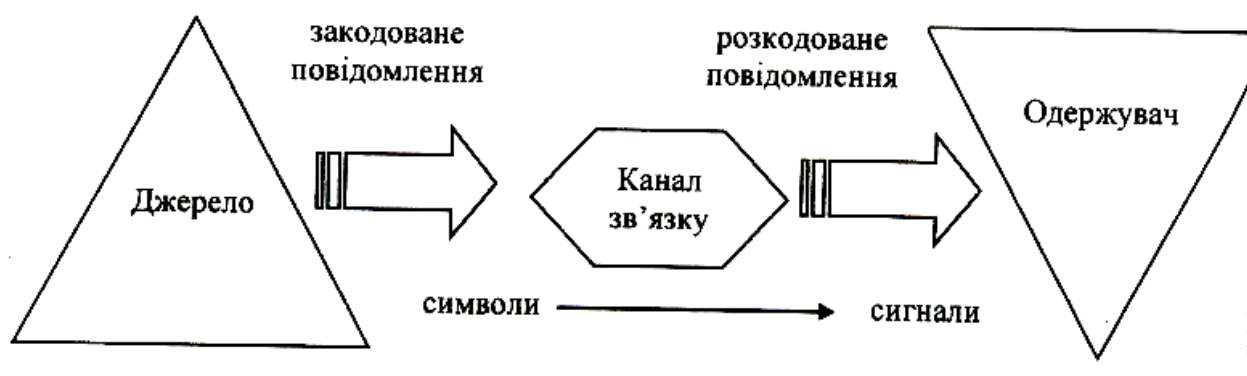 закодоване
повідомлення
розкодоване
повідомлення
Джерело
Канал
зв’язку
Одержувач
символи
сигнали